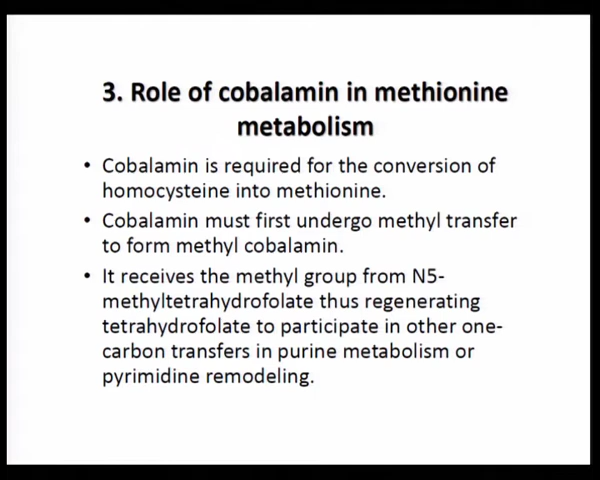 3. Role of cobalamin in methionine
metabolism
• Cobalamin is required for the conversion of
homocysteine into methionine.
• Cobalamin must first undergo methyl transfer
to form methyl cobalamin.
• It receives the methyl group from N5-
methyltetrahydrofolate thus regenerating
tetrahydrofolate to participate in other one-
carbon transfers in purine metabolism or
pyrimidine remodeling.